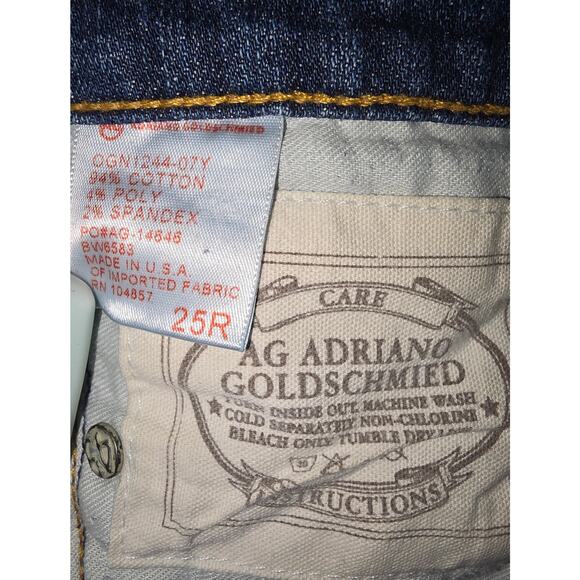 ADRIANO GOLDSCHMIED
OGN1244-07Y
94% COTTON
4% POLY
2% SPANDEX
PO#AG-14646
BW6583
MADE IN U.S.A
OF IMPORTED FABRIC
RN 104857
25R
CARE
AG ADRIANO
GOLDSCHMIED
TURN INSIDE OUT MACHINE WASH
★ COLD SEPARATELY NON-CHLORINE ★
BLEACH ONLY TUMBLE DRY LOW
30
INSTRUCTIONS